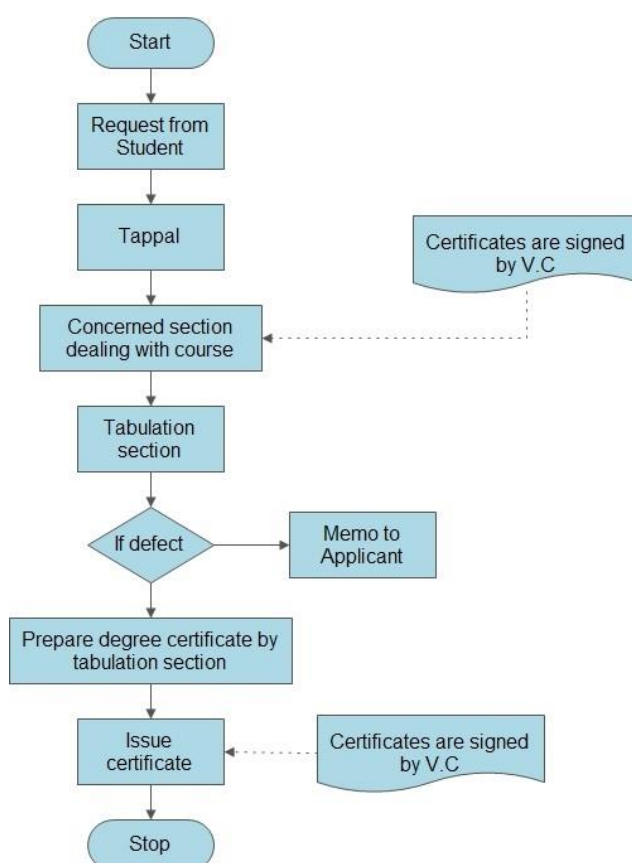 Start
Request from
Student
Tappal
Certificates are signed
by V.C
Concerned section
dealing with course
Tabulation
section
If defect
Memo to
Applicant
Prepare degree certificate by
tabulation section
Issue
certificate
Certificates are signed
by V.C
Stop